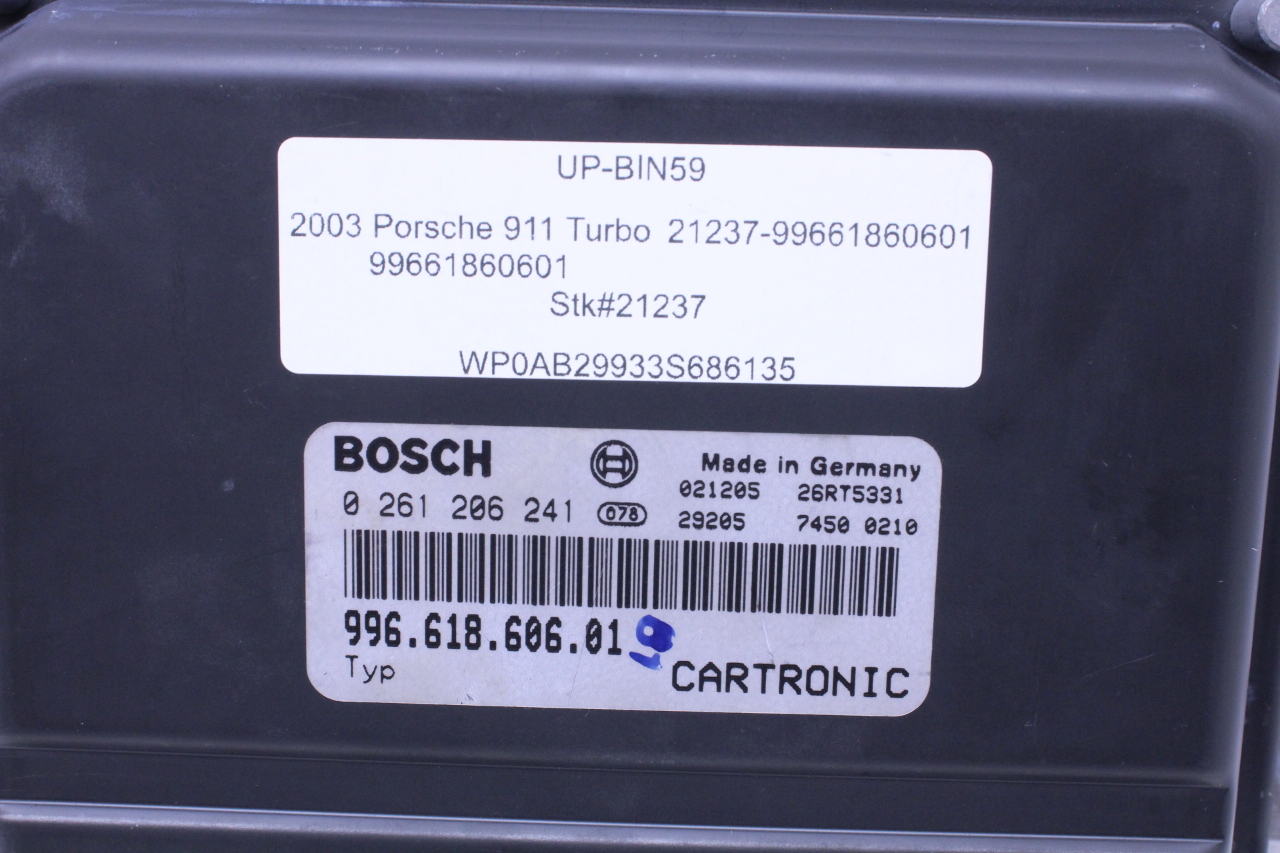 UP-BIN59
2003 Porsche 911 Turbo 21237-99661860601
99661860601
Stk#21237
WP0AB29933S686135
BOSCH
Made in Germany
0 261 206 241 078
021205 26RT5331
29205 7450 0210
996.618.606.01
Typ
CARTRONIC